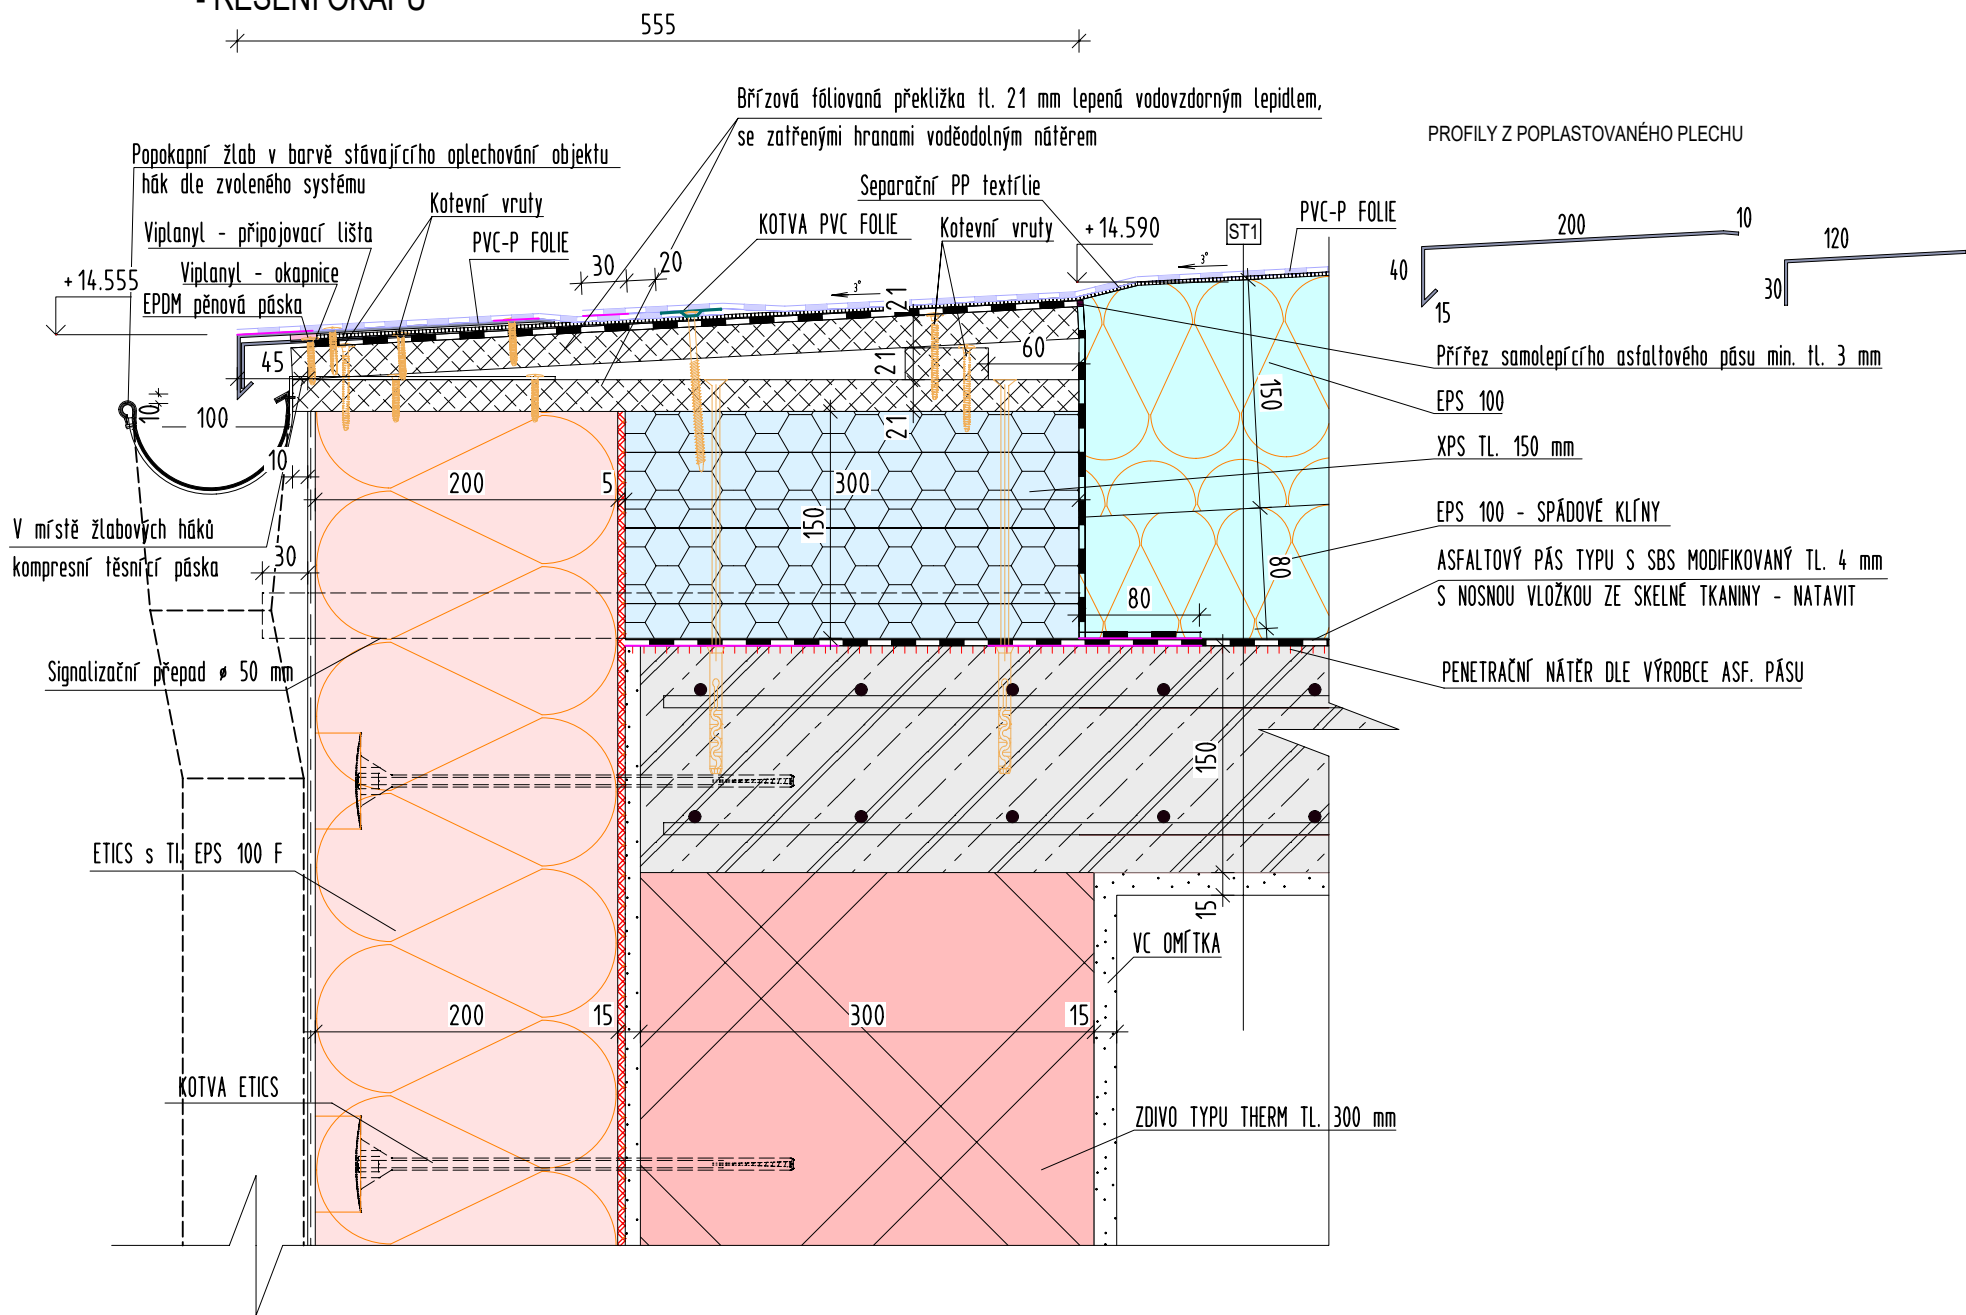 - ŘEŠENÍ OKAPU
555
Břízová fóliovaná překližka tl. 21 mm lepená vodovzdorným lepidlem,
se zatřenými hranami voděodolným nátěrem
PROFILY Z POPLASTOVANÉHO PLECHU
Popokapní žlab v barvě stávajícího oplechování objektu
hák dle zvoleného systému
Separační PP textílie
Kotevní vruty
KOTVA PVC FOLIE
Kotevní vruty
+14.590
ST1
PVC-P FOLIE
200
10
120
Viplanyl - připojovací lišta
PVC-P FOLIE
Viplanyl - okapnice
+14.555
EPDM pěnová páska
30
20
3°
3°
40
15
30
21
21
21
45
60
10
100
10
Přířez samolepícího asfaltového pásu min. tl. 3 mm
EPS 100
150
XPS TL. 150 mm
200
5
300
150
V místě žlabových háků
kompresní těsnící páska
30
EPS 100 - SPÁDOVÉ KLÍNY
80
80
ASFALTOVÝ PÁS TYPU S SBS MODIFIKOVANÝ TL. 4 mm
S NOSNOU VLOŽKOU ZE SKELNÉ TKANINY - NATAVIT
Signalizační přepad ø 50 mm
PENETRAČNÍ NÁTĚR DLE VÝROBCE ASF. PÁSU
150
ETICS s TI EPS 100 F
15
VC OMÍTKA
200
15
300
15
KOTVA ETICS
ZDIVO TYPU THERM TL. 300 mm